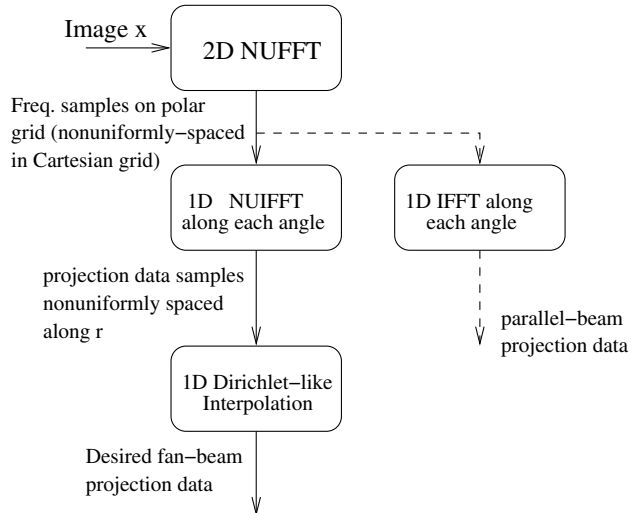 Image x
2D NUFFT
Freq. samples on polar
grid (nonuniformly−spaced
in Cartesian grid)
1D NUIFFT
along each angle
1D IFFT along
each angle
projection data samples
nonuniformly spaced
along r
parallel−beam
projection data
1D Dirichlet−like
Interpolation
Desired fan−beam
projection data